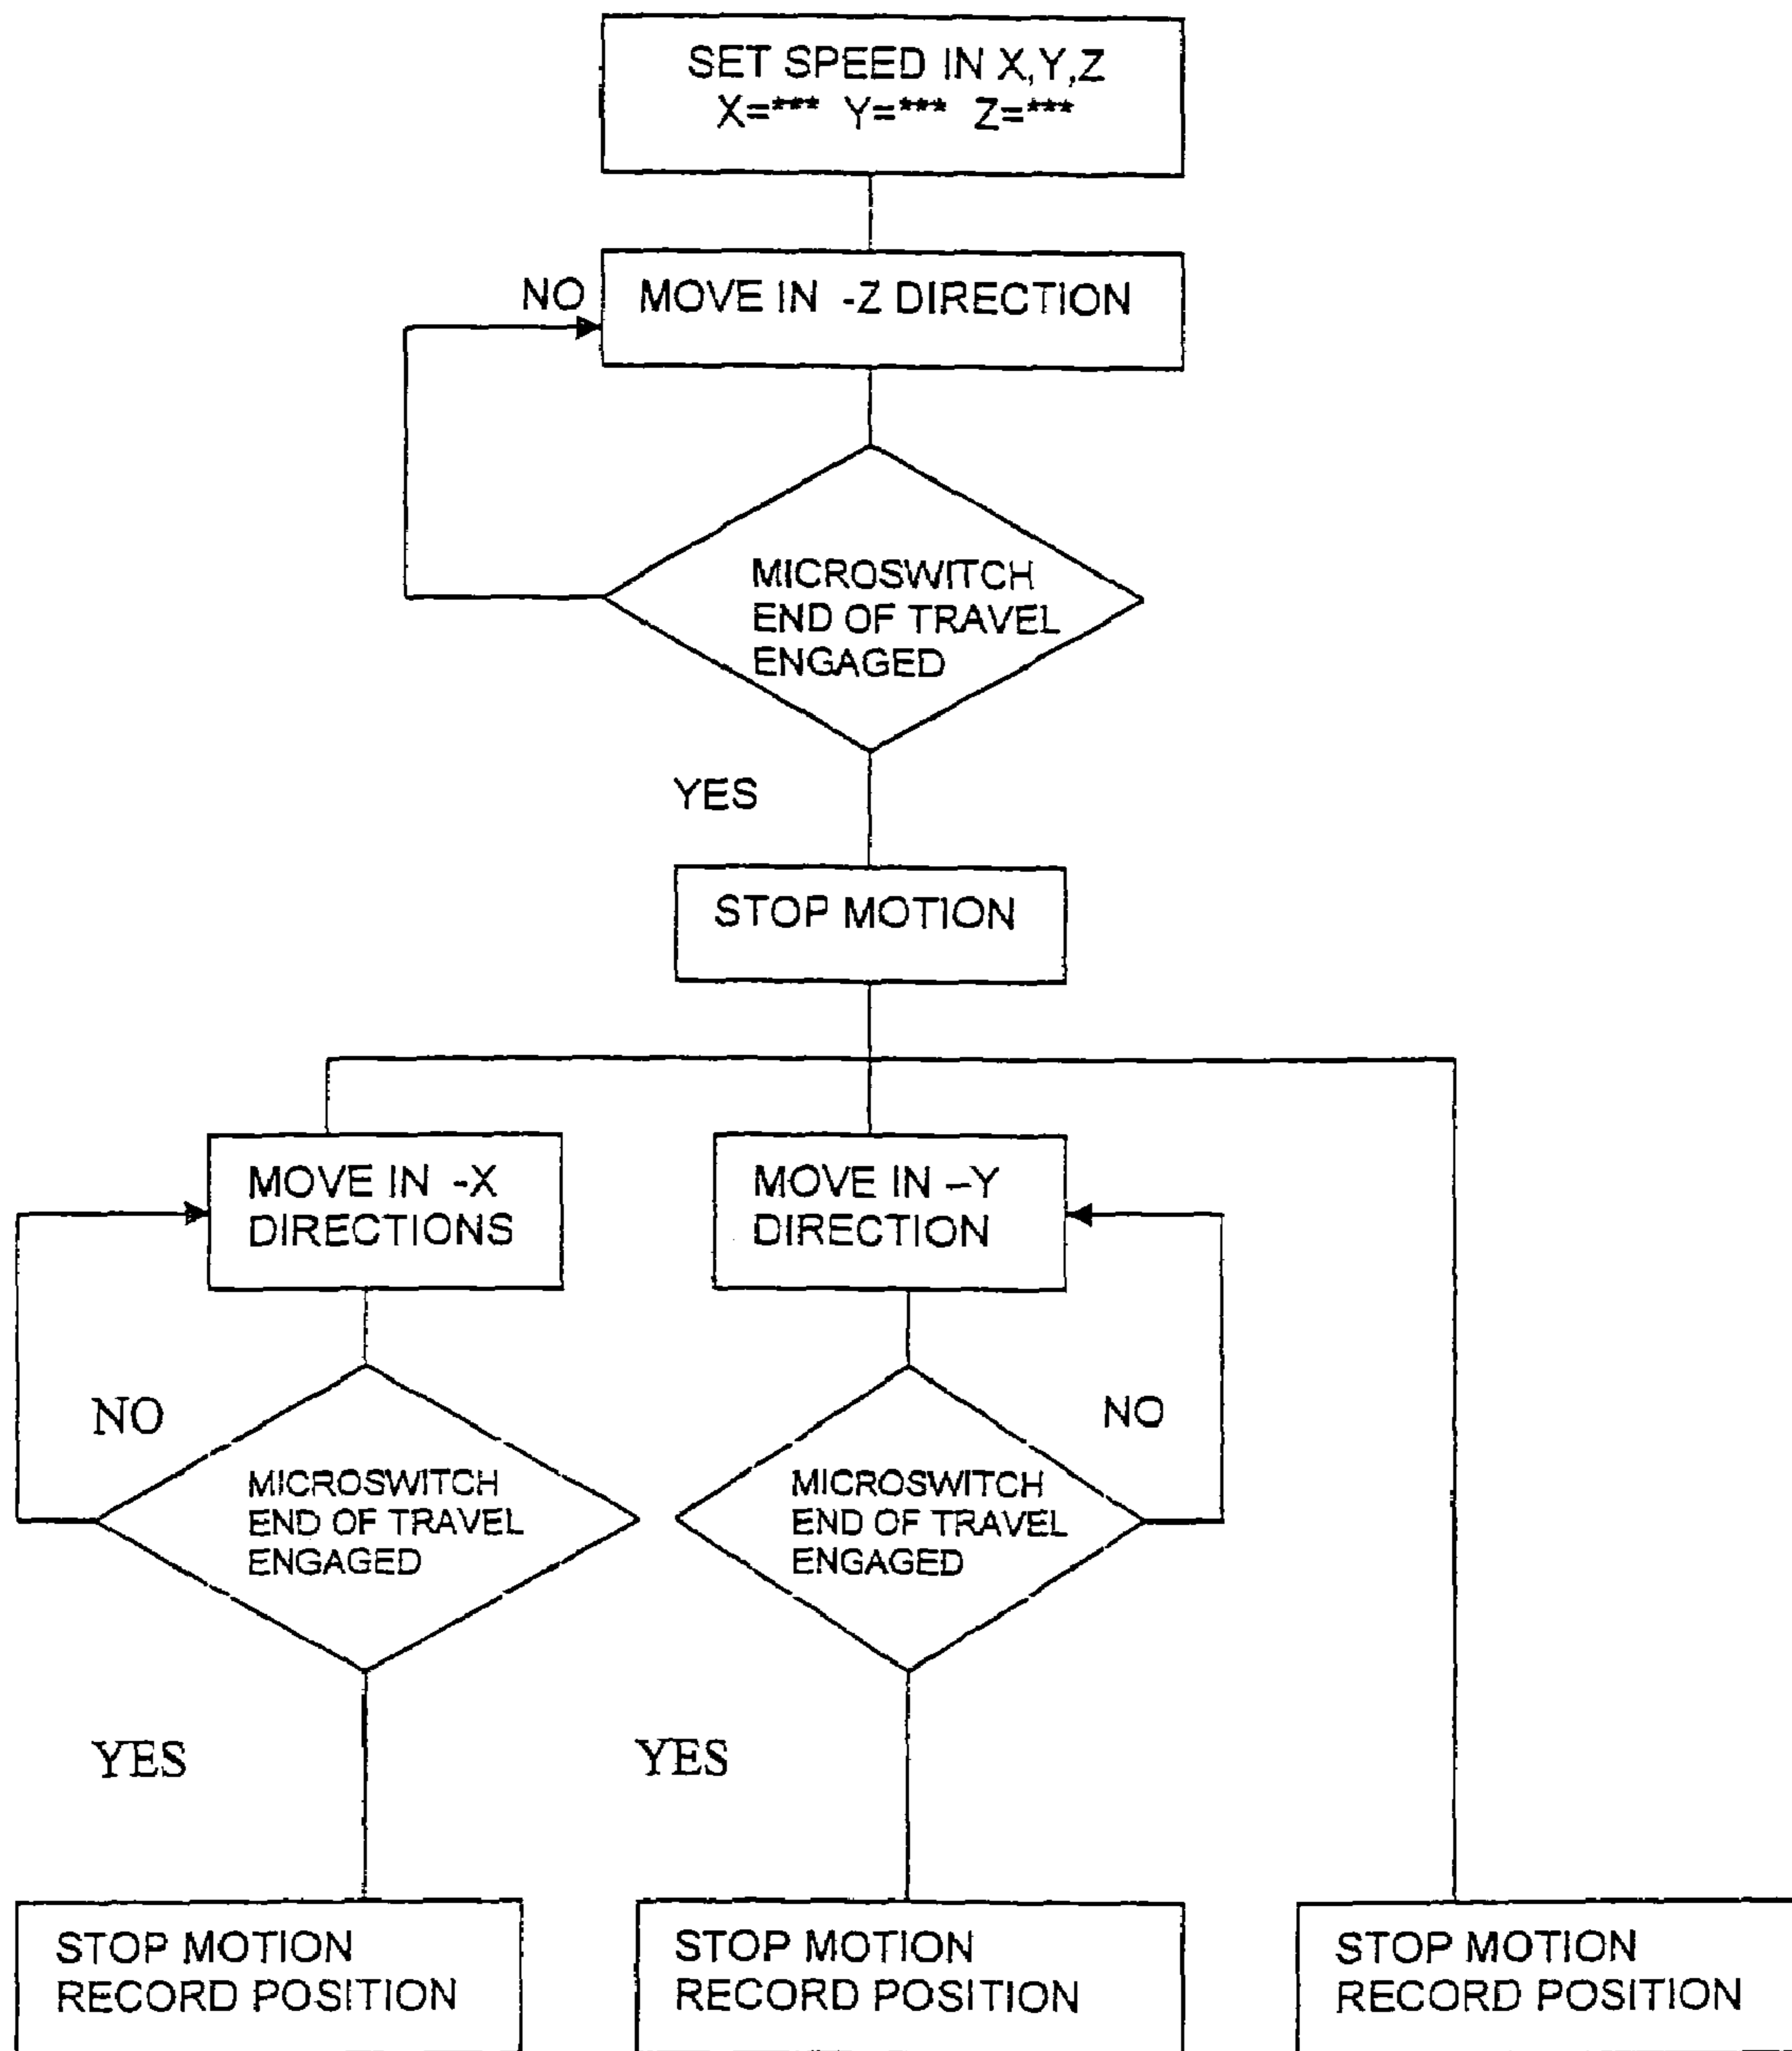 SET SPEED IN X,Y,Z
X=*** Y=*** Z=***
NO
MOVE IN -Z DIRECTION
MICROSWITCH
END OF TRAVEL
ENGAGED
YES
STOP MOTION
MOVE IN -X
DIRECTIONS
MOVE IN –Y
DIRECTION
NO
MICROSWITCH
END OF TRAVEL
ENGAGED
NO
MICROSWITCH
END OF TRAVEL
ENGAGED
YES
YES
STOP MOTION
RECORD POSITION
STOP MOTION
RECORD POSITION
STOP MOTION
RECORD POSITION